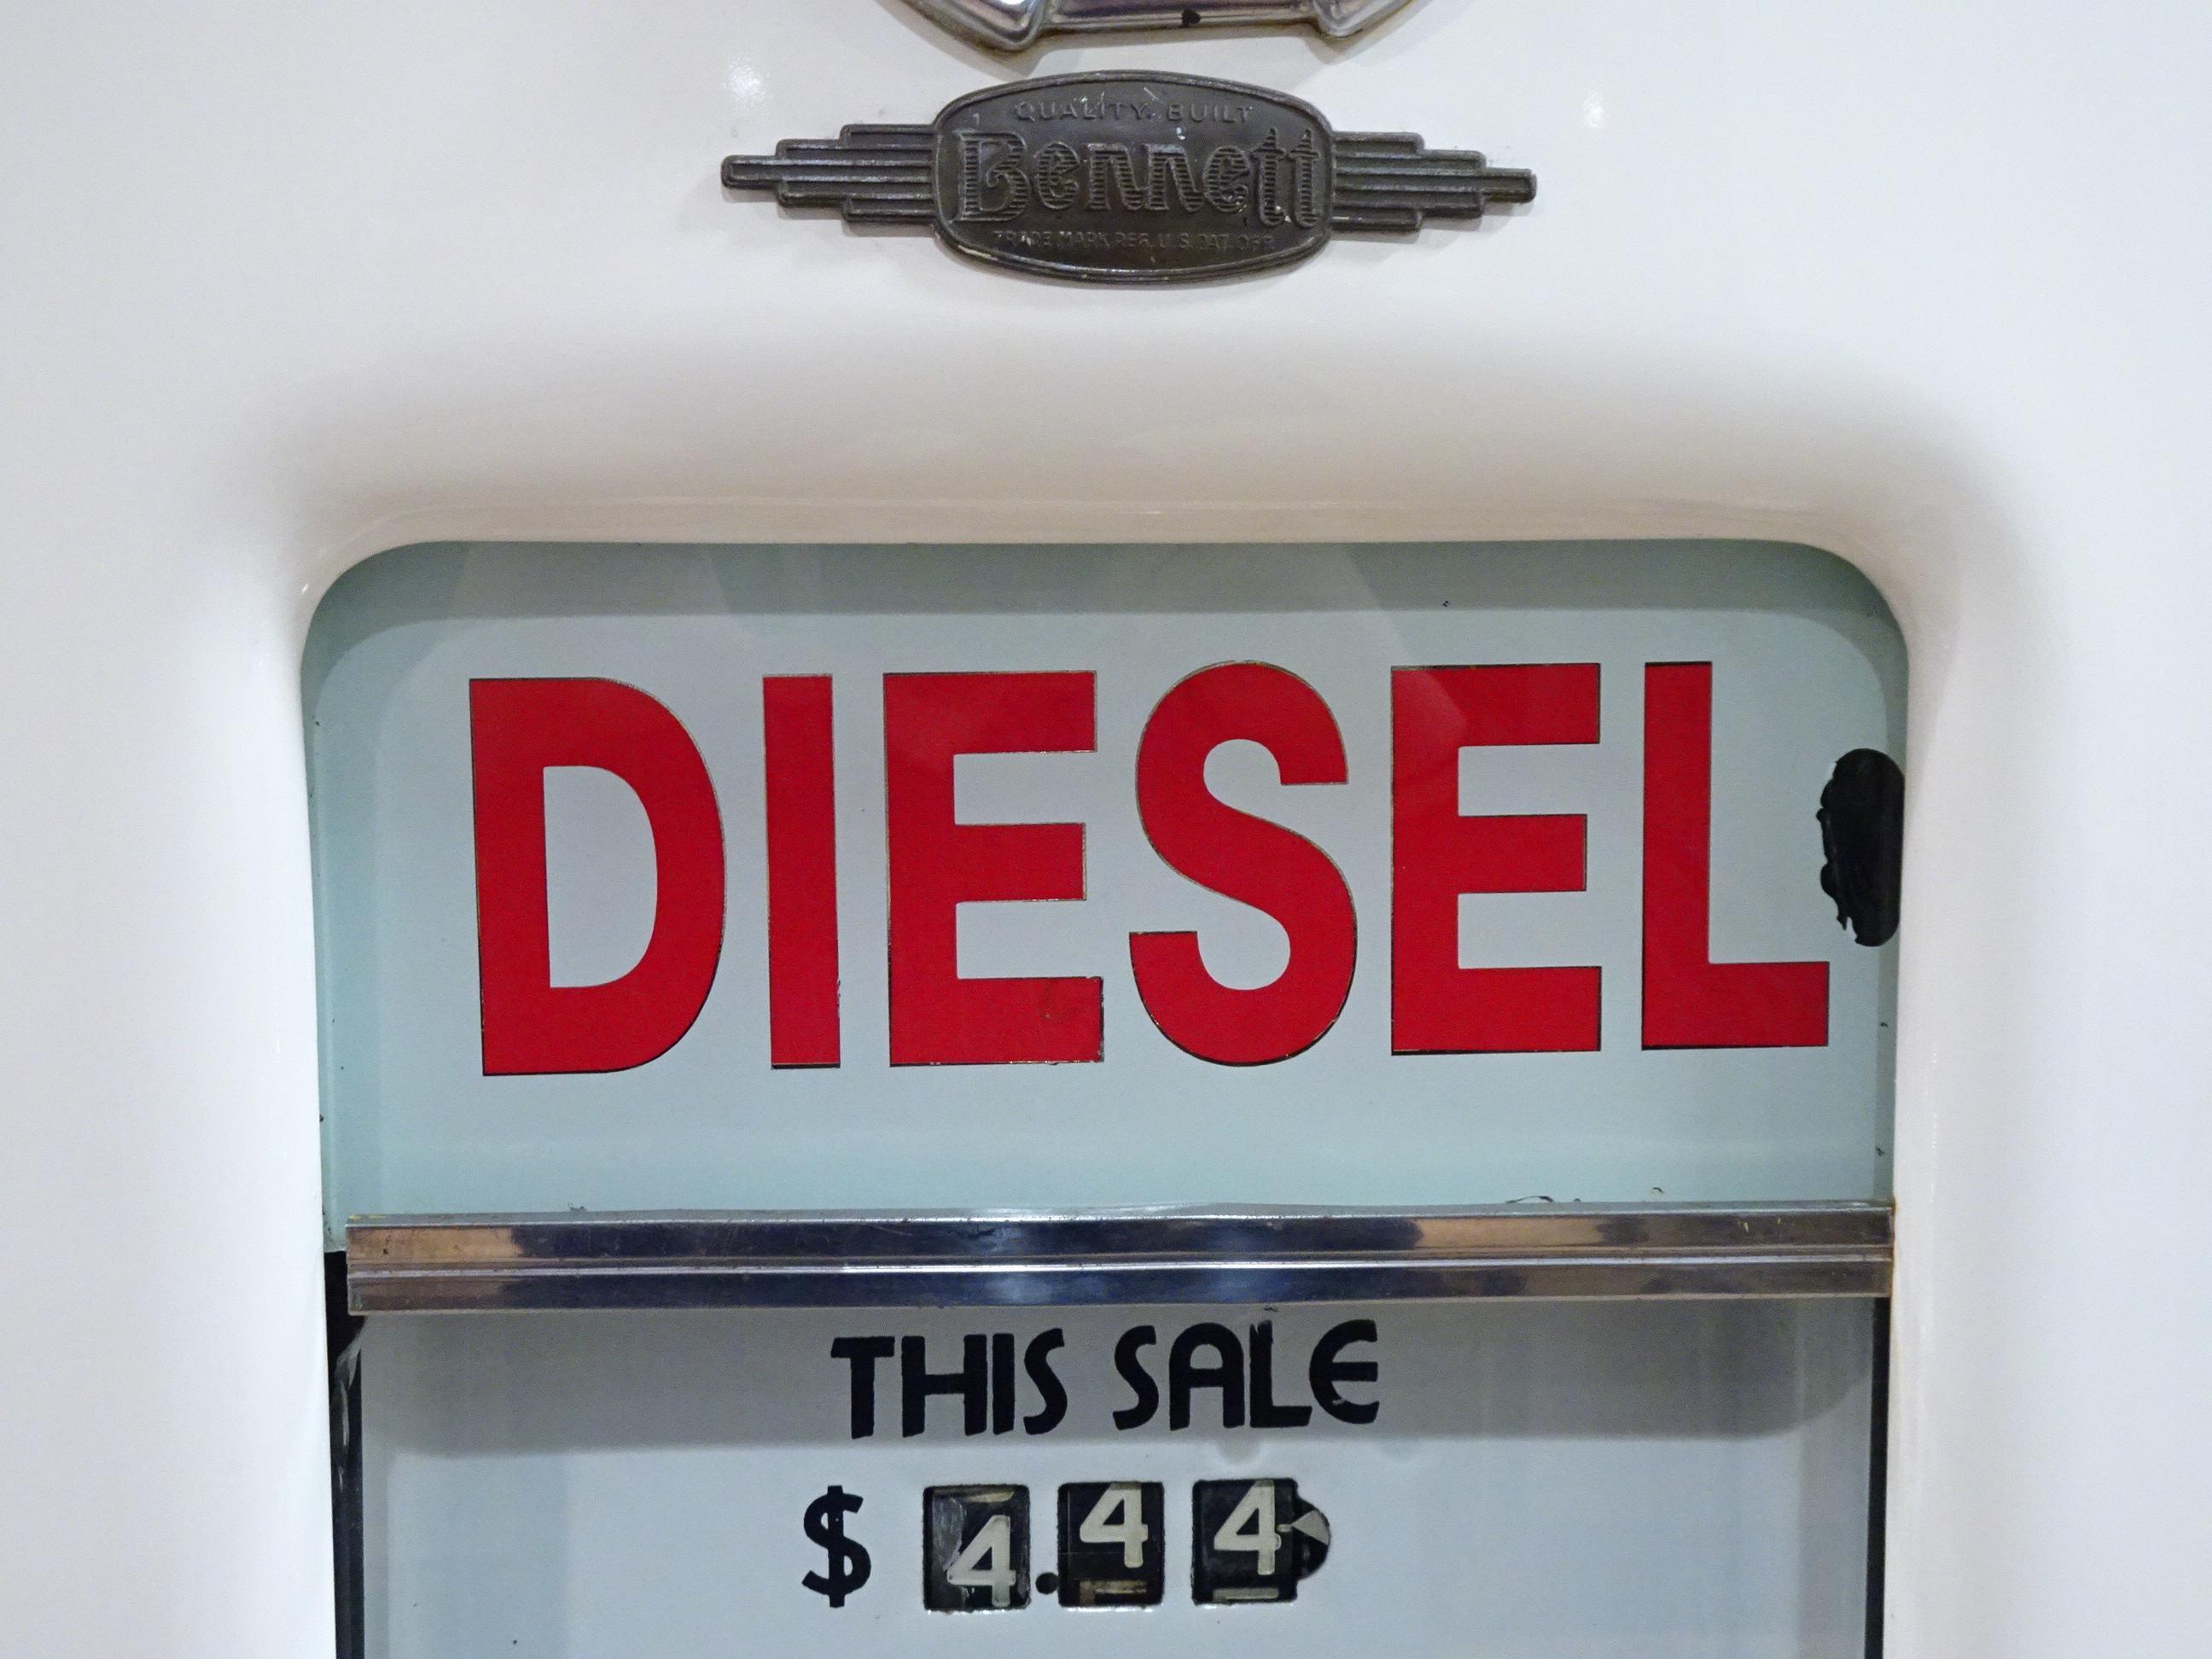 QUALITY BUILT
Bennett
TRADE MARK REG. U.S. PAT. OFF.
DIESEL
THIS SALE
$ 4.44